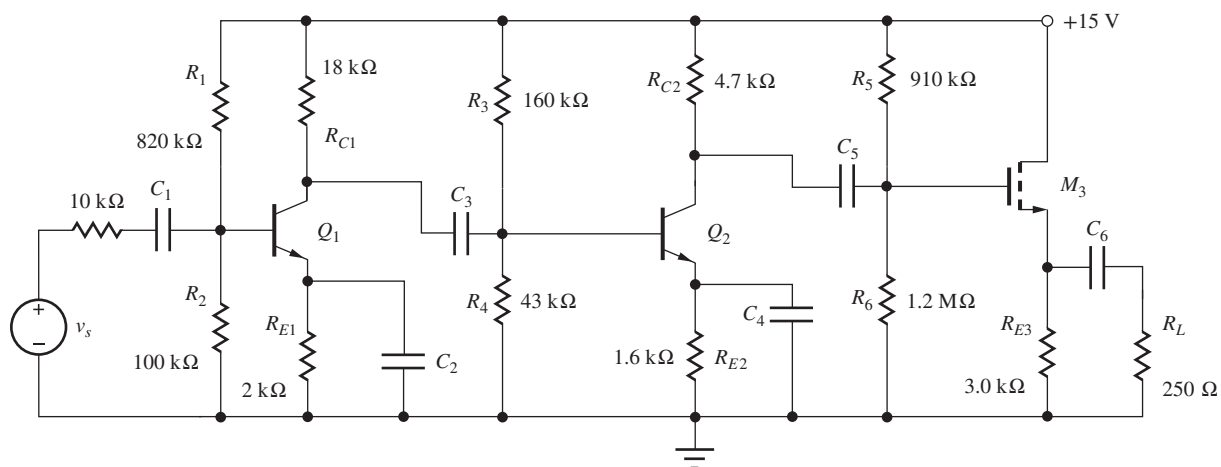 +15 V
R1
18 kΩ
R3
160 kΩ
RC2
4.7 kΩ
R5
910 kΩ
820 kΩ
RC1
10 kΩ
C1
C3
C5
M3
Q1
Q2
C6
vs
+
−
R2
100 kΩ
RE1
2 kΩ
C2
R4
43 kΩ
C4
1.6 kΩ
RE2
R6
1.2 MΩ
RE3
3.0 kΩ
RL
250 Ω